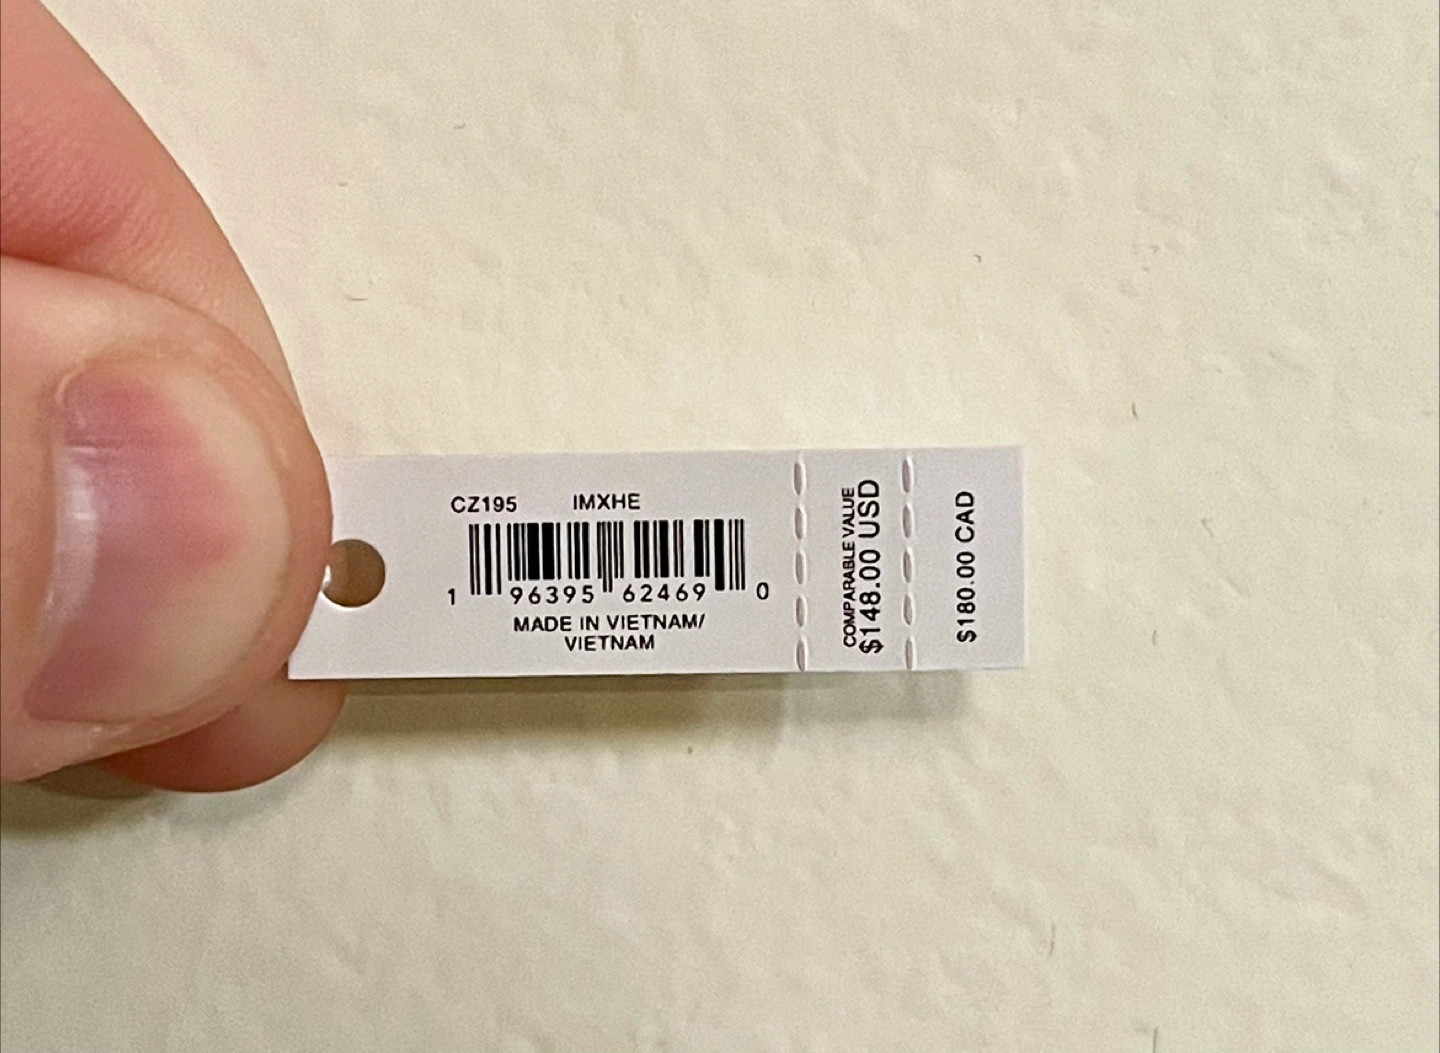 CZ195 IMXHE
1 96395 62469 0
MADE IN VIETNAM/
VIETNAM
COMPARABLE VALUE
$148.00 USD
$180.00 CAD